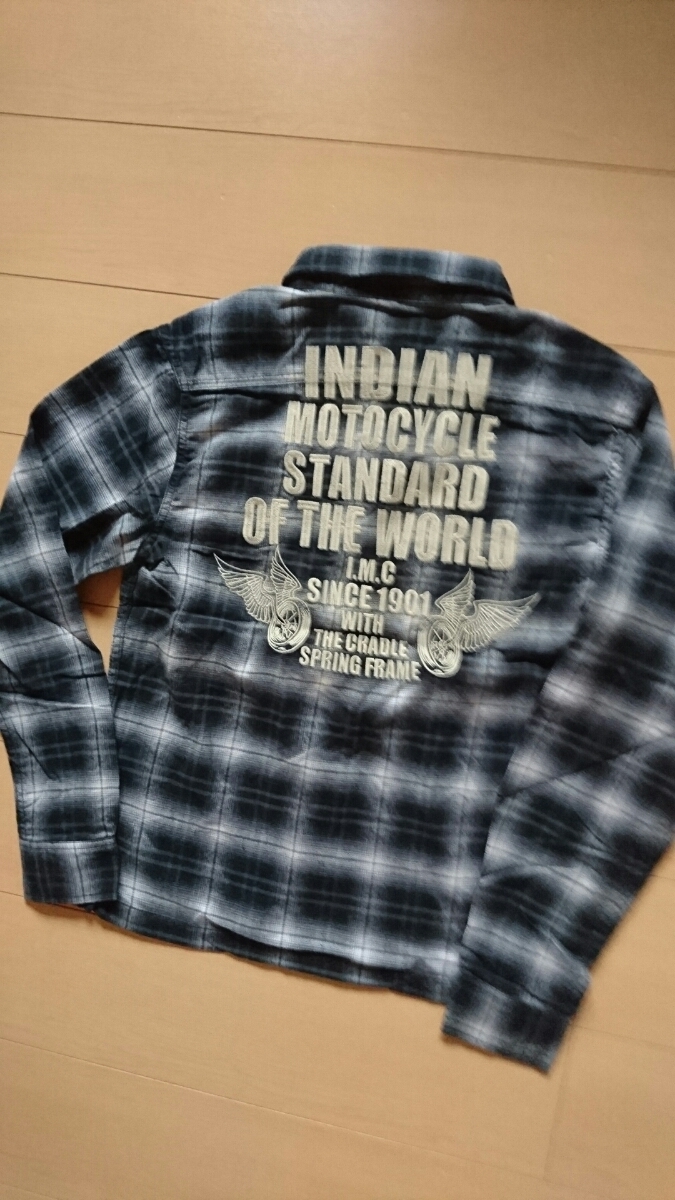 INDIAN
MOTOCYCLE
STANDARD
OF THE WORLD
I.M.C
SINCE 1901
WITH
THE CRADLE
SPRING FRAME